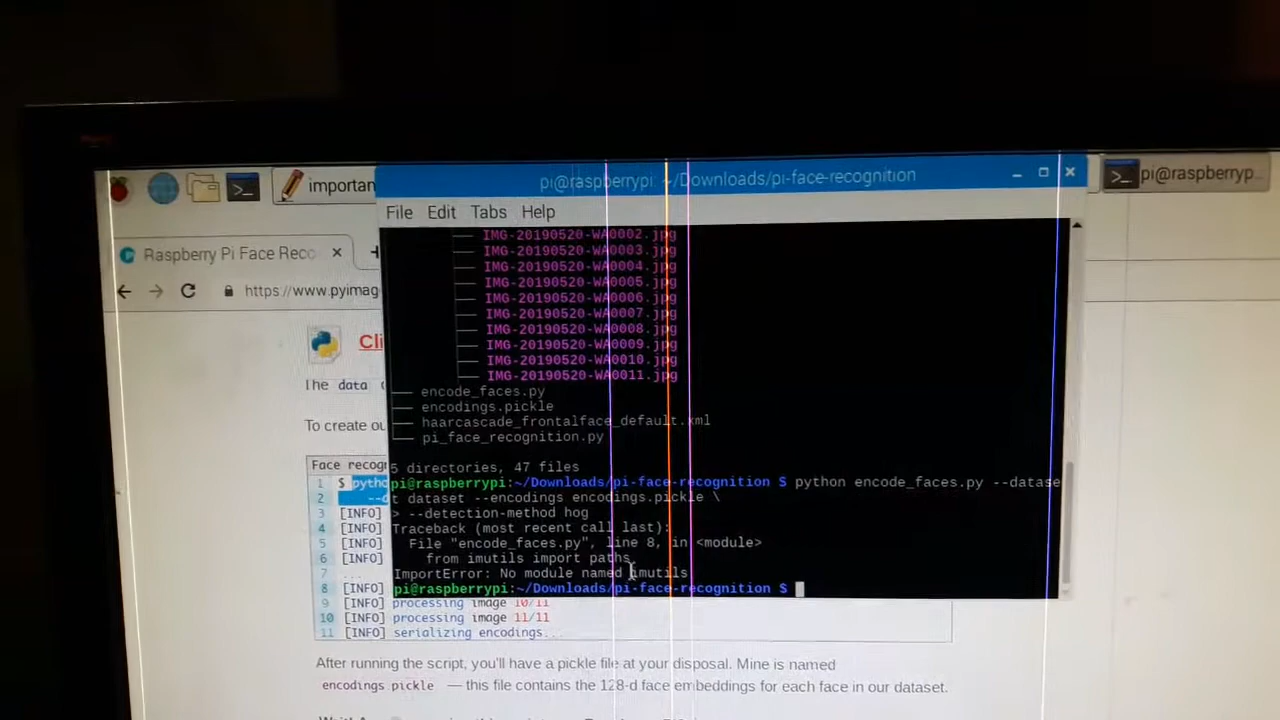 important
pi@raspberrypi: ~/Downloads/pi-face-recognition
pi@raspberryp...
File Edit Tabs Help
Raspberry Pi Face Reco
https://www.pyimag
IMG-20190520-WA0002.jpg
IMG-20190520-WA0003.jpg
IMG-20190520-WA0004.jpg
IMG-20190520-WA0005.jpg
IMG-20190520-WA0006.jpg
IMG-20190520-WA0007.jpg
IMG-20190520-WA0008.jpg
IMG-20190520-WA0009.jpg
IMG-20190520-WA0010.jpg
IMG-20190520-WA0011.jpg
encode_faces.py
encodings.pickle
haarcascade_frontalface_default.xml
pi_face_recognition.py
5 directories, 47 files
pi@raspberrypi:~/Downloads/pi-face-recognition $ python encode_faces.py --datase
t dataset --encodings encodings.pickle \
> --detection-method hog
Traceback (most recent call last):
File "encode_faces.py", line 8, in <module>
from imutils import paths
ImportError: No module named imutils
pi@raspberrypi:~/Downloads/pi-face-recognition $
Cli
The data
To create ou
Face recogn
1 $ pytho
2 --d
3 [INFO]
4 [INFO]
5 [INFO]
6 [INFO]
7 ...
8 [INFO]
9 [INFO] processing image 10/11
10 [INFO] processing image 11/11
11 [INFO] serializing encodings...
After running the script, you'll have a pickle file at your disposal. Mine is named
encodings.pickle — this file contains the 128-d face embeddings for each face in our dataset.